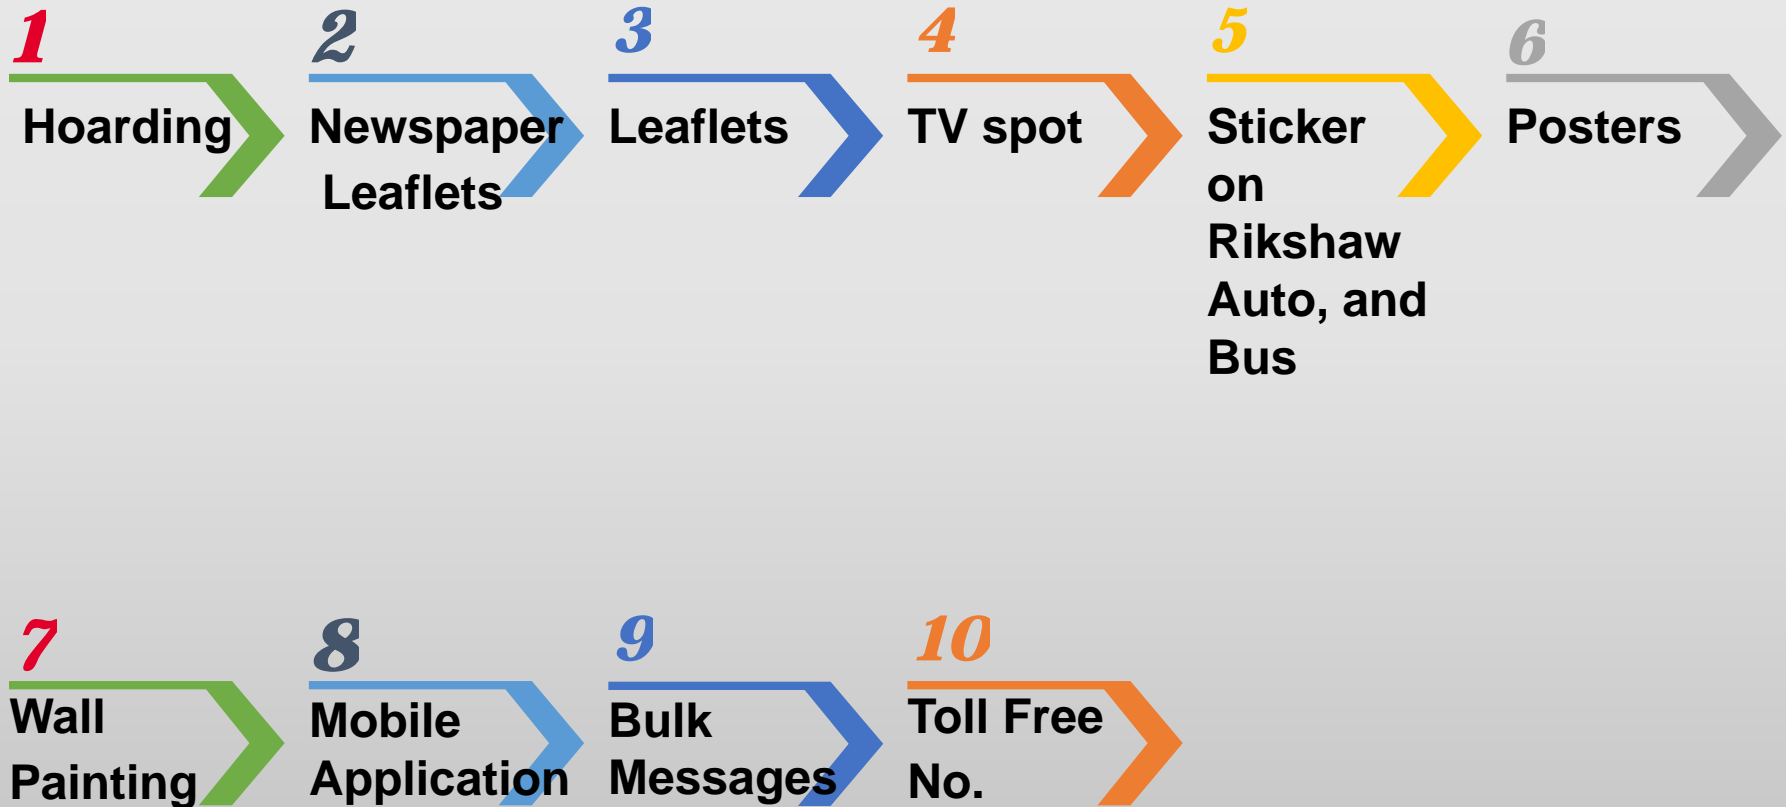 1
Hoarding
2
Newspaper
Leaflets
3
Leaflets
4
TV spot
5
Sticker
on
Rikshaw
Auto, and
Bus
6
Posters
7
Wall
Painting
8
Mobile
Application
9
Bulk
Messages
10
Toll Free
No.